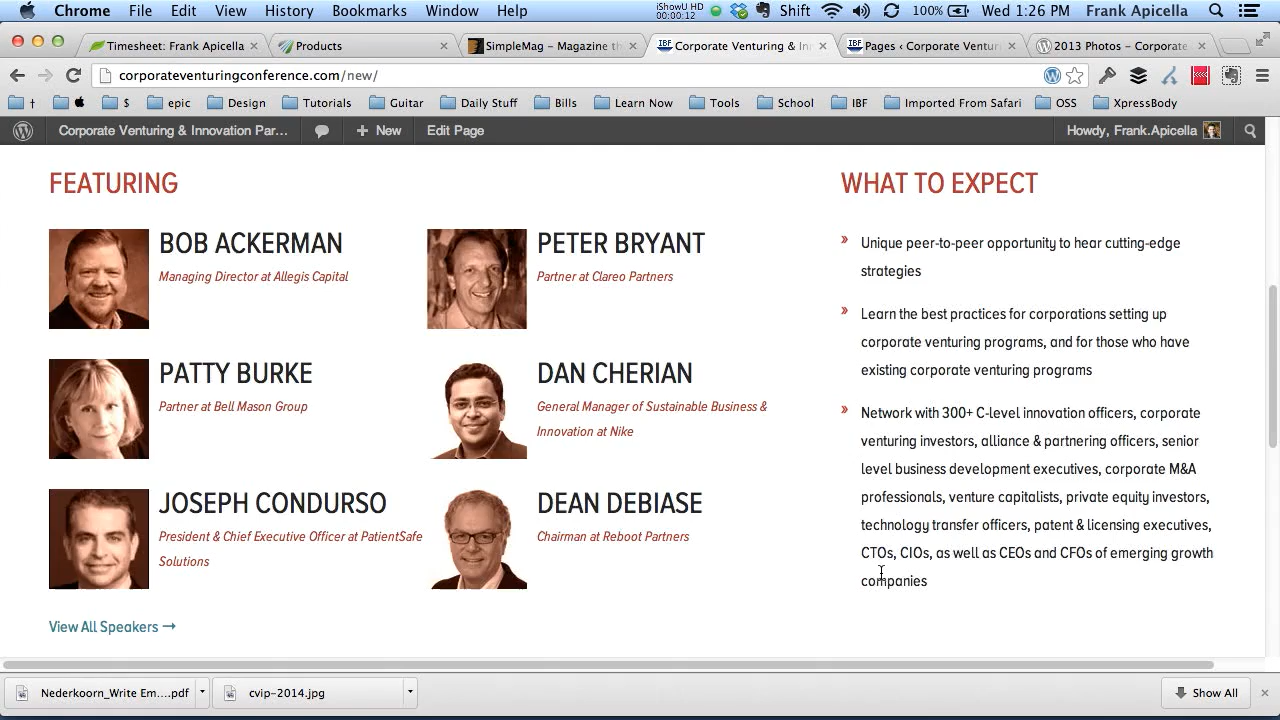 Chrome File Edit View History Bookmarks Window Help iShowU HD 00:00:12 Shift 100% Wed 1:26 PM Frank Apicella
Timesheet: Frank Apicella
Products
SimpleMag – Magazine th
Corporate Venturing & In
Pages ‹ Corporate Ventur
2013 Photos – Corporate
corporateventuringconference.com/new/
† $ epic Design Tutorials Guitar Daily Stuff Bills Learn Now Tools School IBF Imported From Safari OSS XpressBody
Corporate Venturing & Innovation Par... + New Edit Page Howdy, Frank.Apicella
FEATURING
BOB ACKERMAN
Managing Director at Allegis Capital
PETER BRYANT
Partner at Clareo Partners
PATTY BURKE
Partner at Bell Mason Group
DAN CHERIAN
General Manager of Sustainable Business &
Innovation at Nike
JOSEPH CONDURSO
President & Chief Executive Officer at PatientSafe
Solutions
DEAN DEBIASE
Chairman at Reboot Partners
View All Speakers →
WHAT TO EXPECT
» Unique peer-to-peer opportunity to hear cutting-edge
strategies
» Learn the best practices for corporations setting up
corporate venturing programs, and for those who have
existing corporate venturing programs
» Network with 300+ C-level innovation officers, corporate
venturing investors, alliance & partnering officers, senior
level business development executives, corporate M&A
professionals, venture capitalists, private equity investors,
technology transfer officers, patent & licensing executives,
CTOs, CIOs, as well as CEOs and CFOs of emerging growth
companies
Nederkoorn_Write Em....pdf
cvip-2014.jpg
Show All